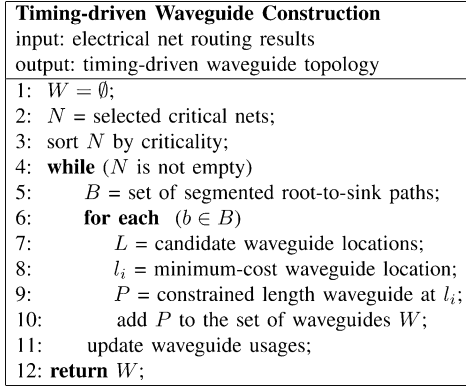 Timing-driven Waveguide Construction
input: electrical net routing results
output: timing-driven waveguide topology
1: W = ∅;
2: N = selected critical nets;
3: sort N by criticality;
4: while (N is not empty)
5: B = set of segmented root-to-sink paths;
6: for each (b ∈ B)
7: L = candidate waveguide locations;
8: lᵢ = minimum-cost waveguide location;
9: P = constrained length waveguide at lᵢ;
10: add P to the set of waveguides W;
11: update waveguide usages;
12: return W;